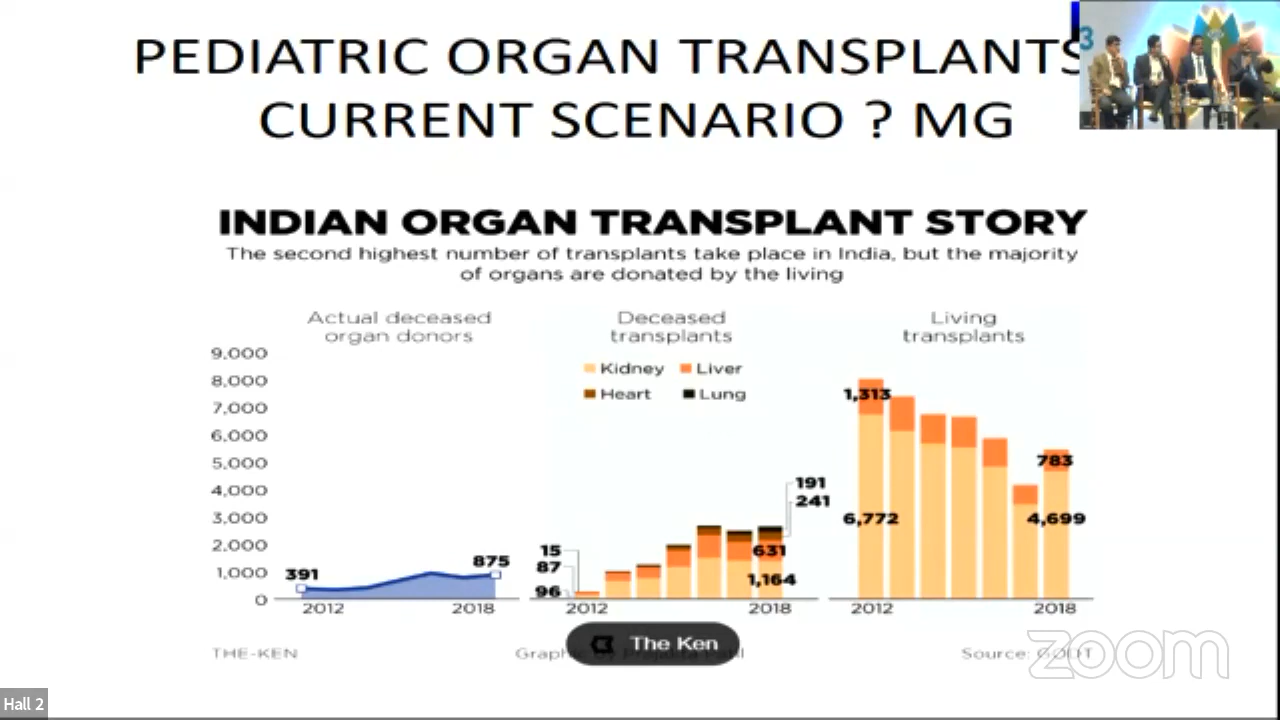 PEDIATRIC ORGAN TRANSPLANTS
CURRENT SCENARIO ? MG
3
INDIAN ORGAN TRANSPLANT STORY
The second highest number of transplants take place in India, but the majority
of organs are donated by the living
Actual deceased
organ donors
Deceased
transplants
Living
transplants
Kidney
Liver
Heart
Lung
9,000
8,000
7,000
6,000
5,000
4,000
3,000
2,000
1,000
0
391
875
2012
2018
15
87
96
191
241
631
1,164
2012
2018
1,313
6,772
783
4,699
2012
2018
The Ken
THE-KEN
Source: GODT
zoom
Hall 2